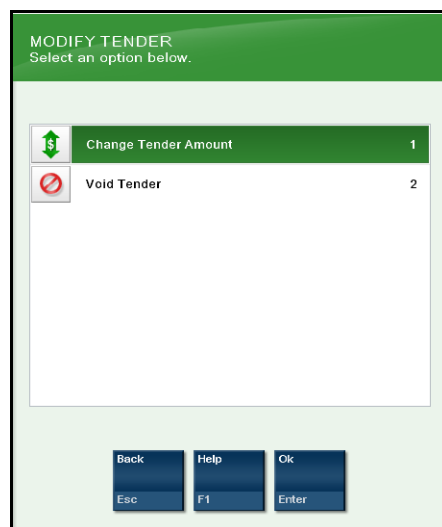 MODIFY TENDER
Select an option below.
$ Change Tender Amount 1
Void Tender 2
Back Help Ok
Esc F1 Enter